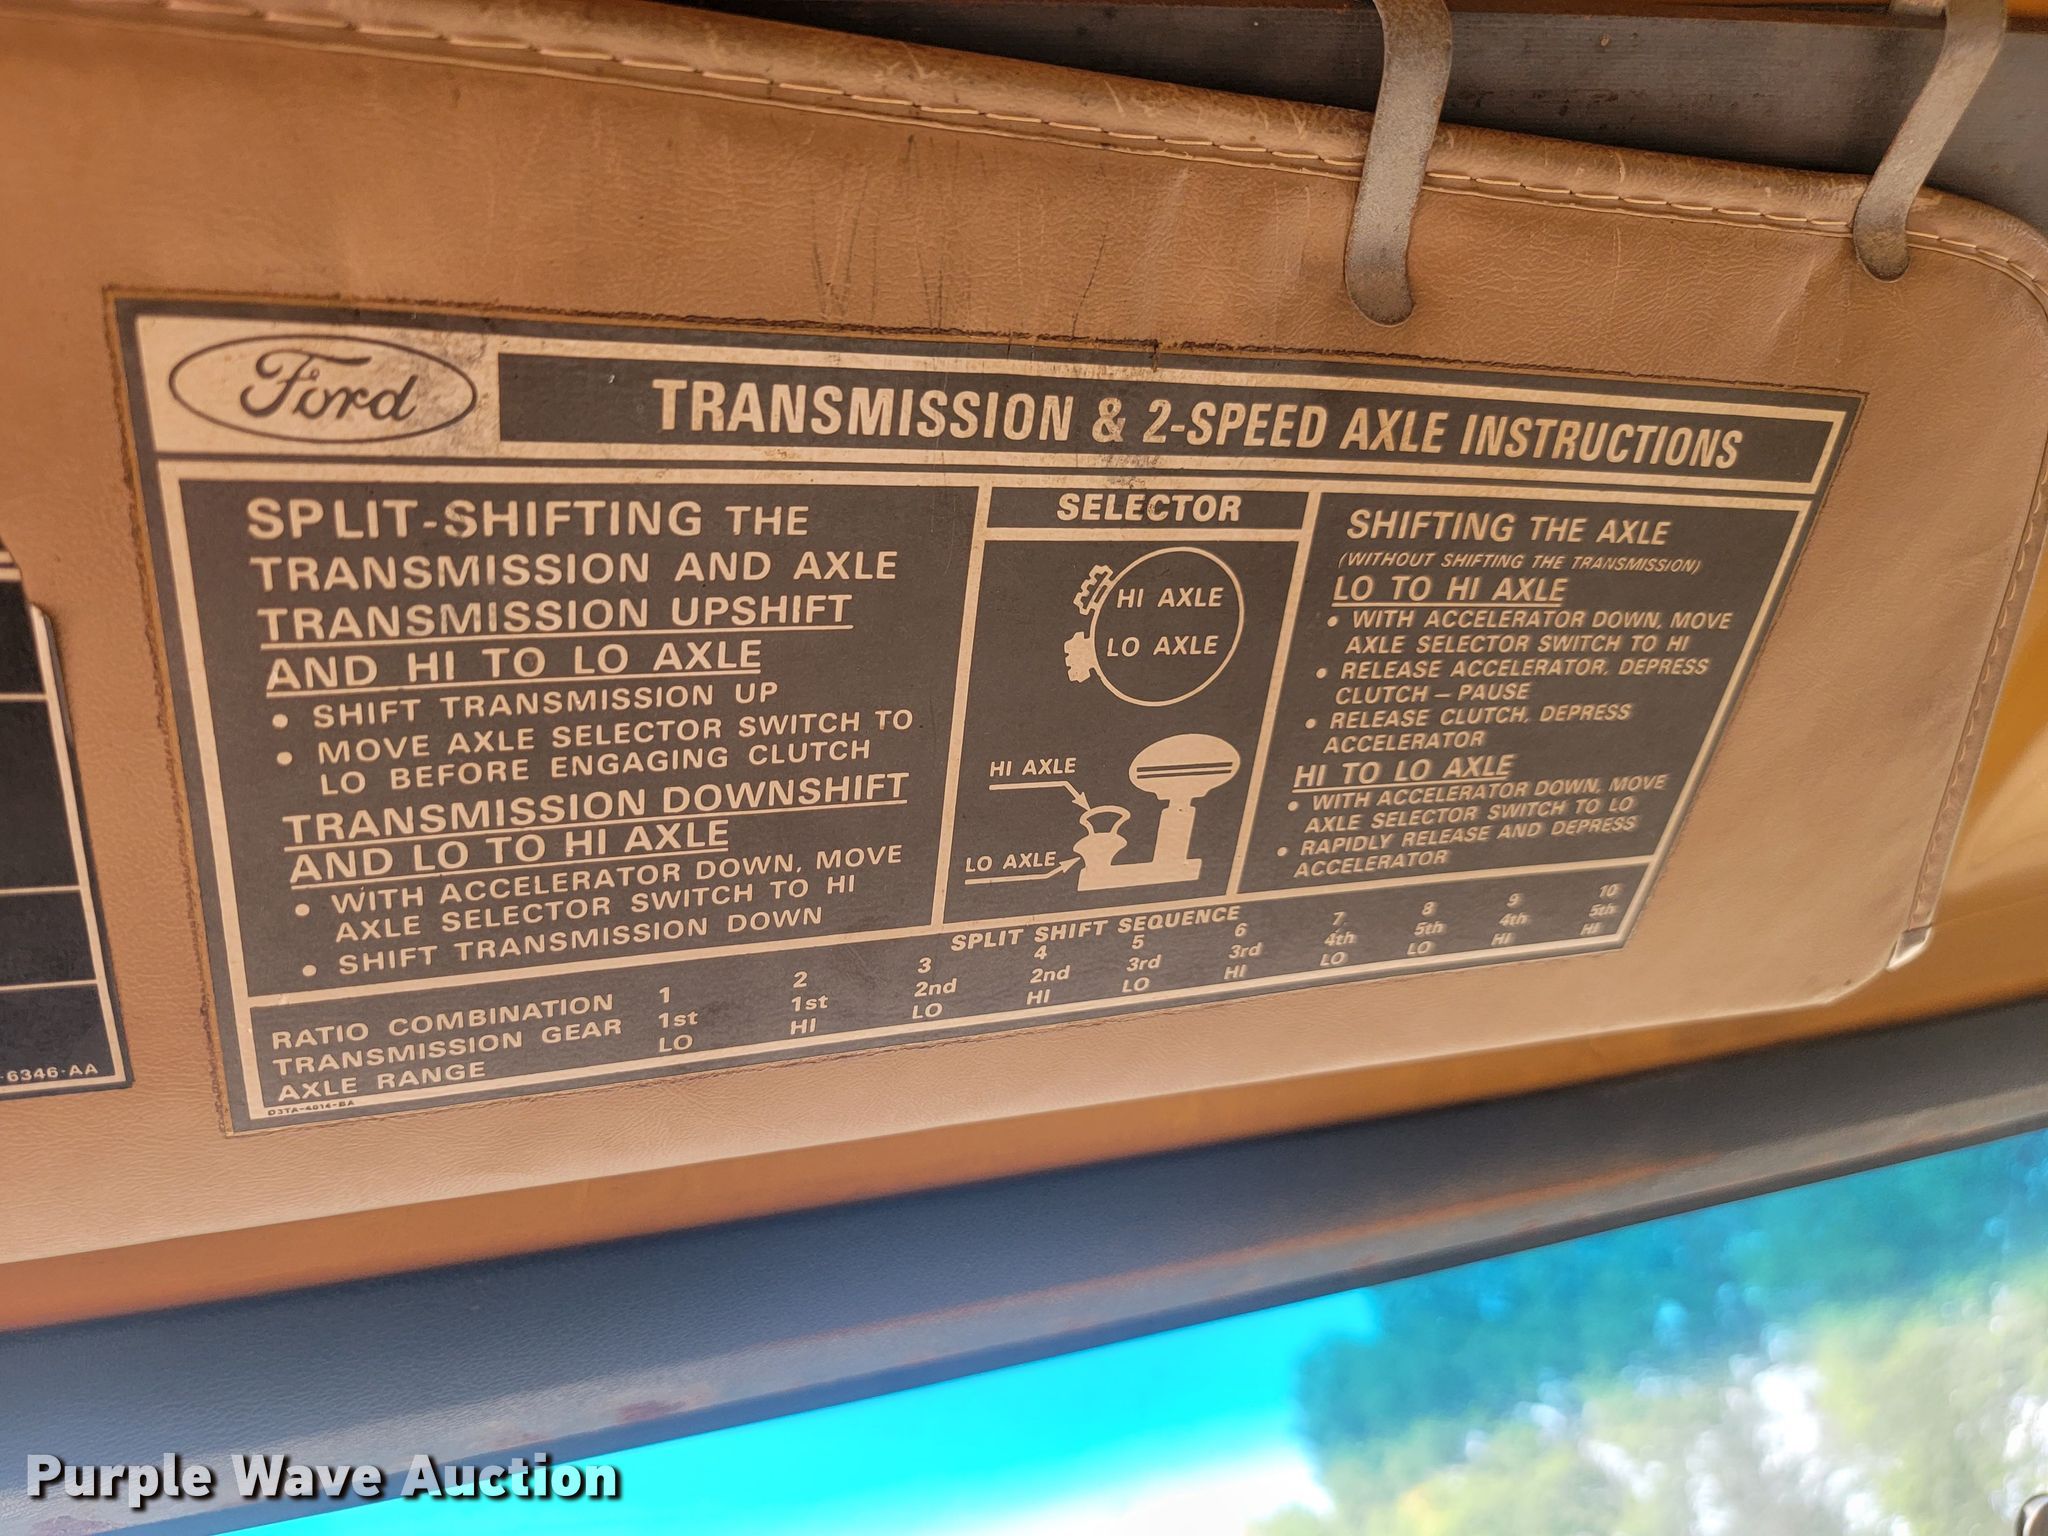 Ford
TRANSMISSION & 2-SPEED AXLE INSTRUCTIONS
SPLIT-SHIFTING THE
TRANSMISSION AND AXLE
TRANSMISSION UPSHIFT
AND HI TO LO AXLE
• SHIFT TRANSMISSION UP
• MOVE AXLE SELECTOR SWITCH TO
LO BEFORE ENGAGING CLUTCH
TRANSMISSION DOWNSHIFT
AND LO TO HI AXLE
• WITH ACCELERATOR DOWN, MOVE
AXLE SELECTOR SWITCH TO HI
• SHIFT TRANSMISSION DOWN
SELECTOR
HI AXLE
LO AXLE
HI AXLE
LO AXLE
SHIFTING THE AXLE
(WITHOUT SHIFTING THE TRANSMISSION)
LO TO HI AXLE
• WITH ACCELERATOR DOWN, MOVE
AXLE SELECTOR SWITCH TO HI
• RELEASE ACCELERATOR, DEPRESS
CLUTCH – PAUSE
• RELEASE CLUTCH, DEPRESS
ACCELERATOR
HI TO LO AXLE
• WITH ACCELERATOR DOWN, MOVE
AXLE SELECTOR SWITCH TO LO
• RAPIDLY RELEASE AND DEPRESS
ACCELERATOR
SPLIT SHIFT SEQUENCE
RATIO COMBINATION 1 2 3 4 5 6 7 8 9 10
TRANSMISSION GEAR 1st 1st 2nd 2nd 3rd 3rd 4th 5th 4th 5th
AXLE RANGE LO HI LO HI LO HI LO LO HI HI
D3TA-4014-BA
-6346-AA
Purple Wave Auction